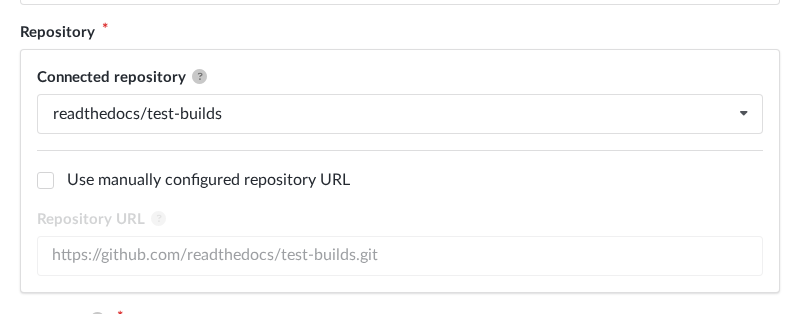 Repository *
Connected repository ?
readthedocs/test-builds
Use manually configured repository URL
Repository URL ?
https://github.com/readthedocs/test-builds.git
*